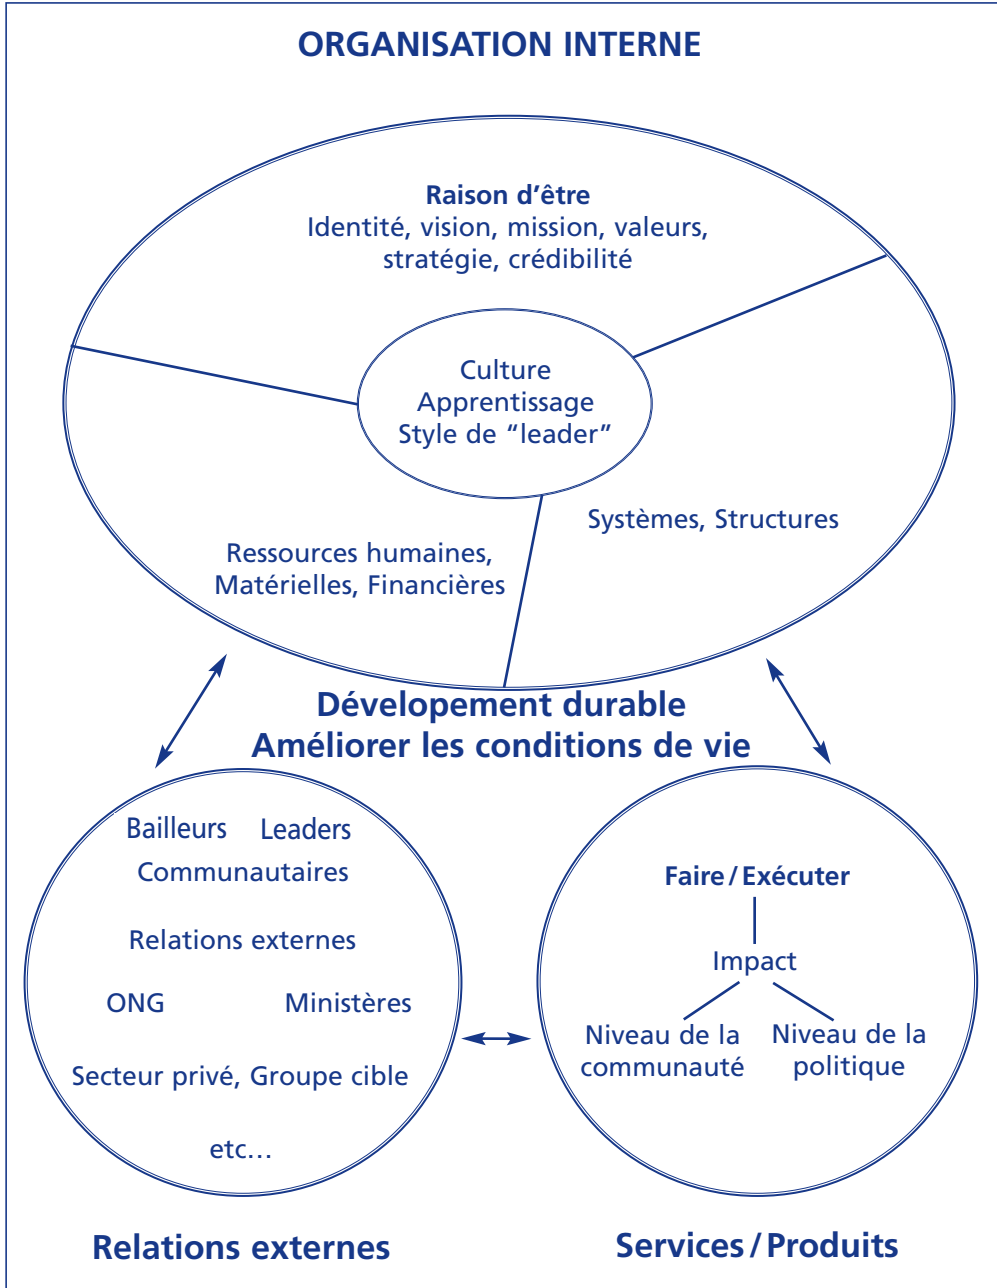 ORGANISATION INTERNE
Raison d’être
Identité, vision, mission, valeurs,
stratégie, crédibilité
Culture
Apprentissage
Style de “leader”
Systèmes, Structures
Ressources humaines,
Matérielles, Financières
Dévelopement durable
Améliorer les conditions de vie
Bailleurs Leaders
Communautaires
Relations externes
ONG Ministères
Secteur privé, Groupe cible
etc...
Faire / Exécuter
Impact
Niveau de la
communauté
Niveau de la
politique
Relations externes
Services / Produits